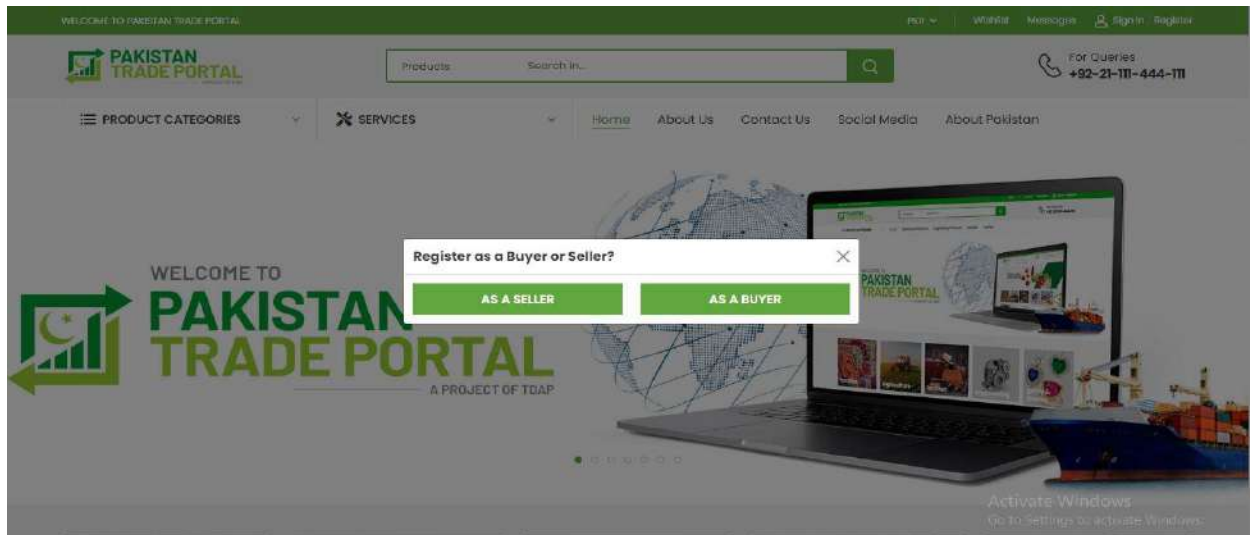 WELCOME TO PAKISTAN TRADE PORTAL
PKR
Wishlist
Messages
Sign In
Register
PAKISTAN
TRADE PORTAL
Products
Search in...
For Queries
+92-21-111-444-111
PRODUCT CATEGORIES
SERVICES
Home
About Us
Contact Us
Social Media
About Pakistan
Register as a Buyer or Seller?
AS A SELLER
AS A BUYER
WELCOME TO
PAKISTAN
TRADE PORTAL
A PROJECT OF TDAP
PAKISTAN
TRADE PORTAL
Activate Windows
Go to Settings to activate Windows.